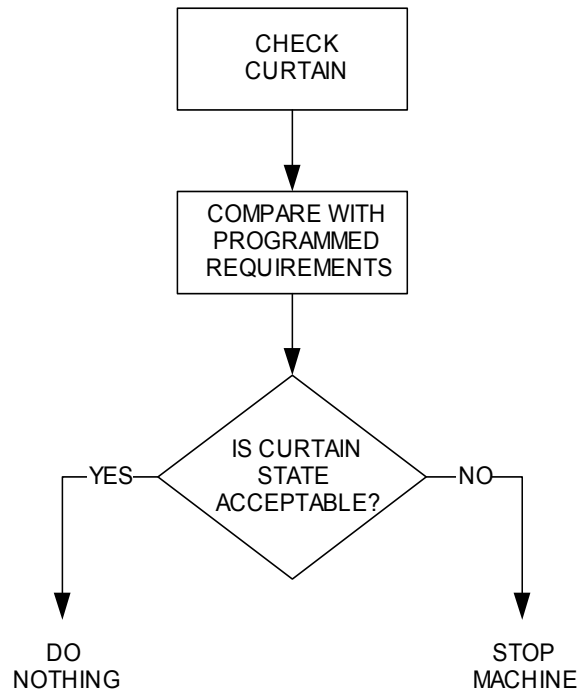 CHECK
CURTAIN
COMPARE WITH
PROGRAMMED
REQUIREMENTS
IS CURTAIN
STATE
ACCEPTABLE?
YES
NO
DO
NOTHING
STOP
MACHINE